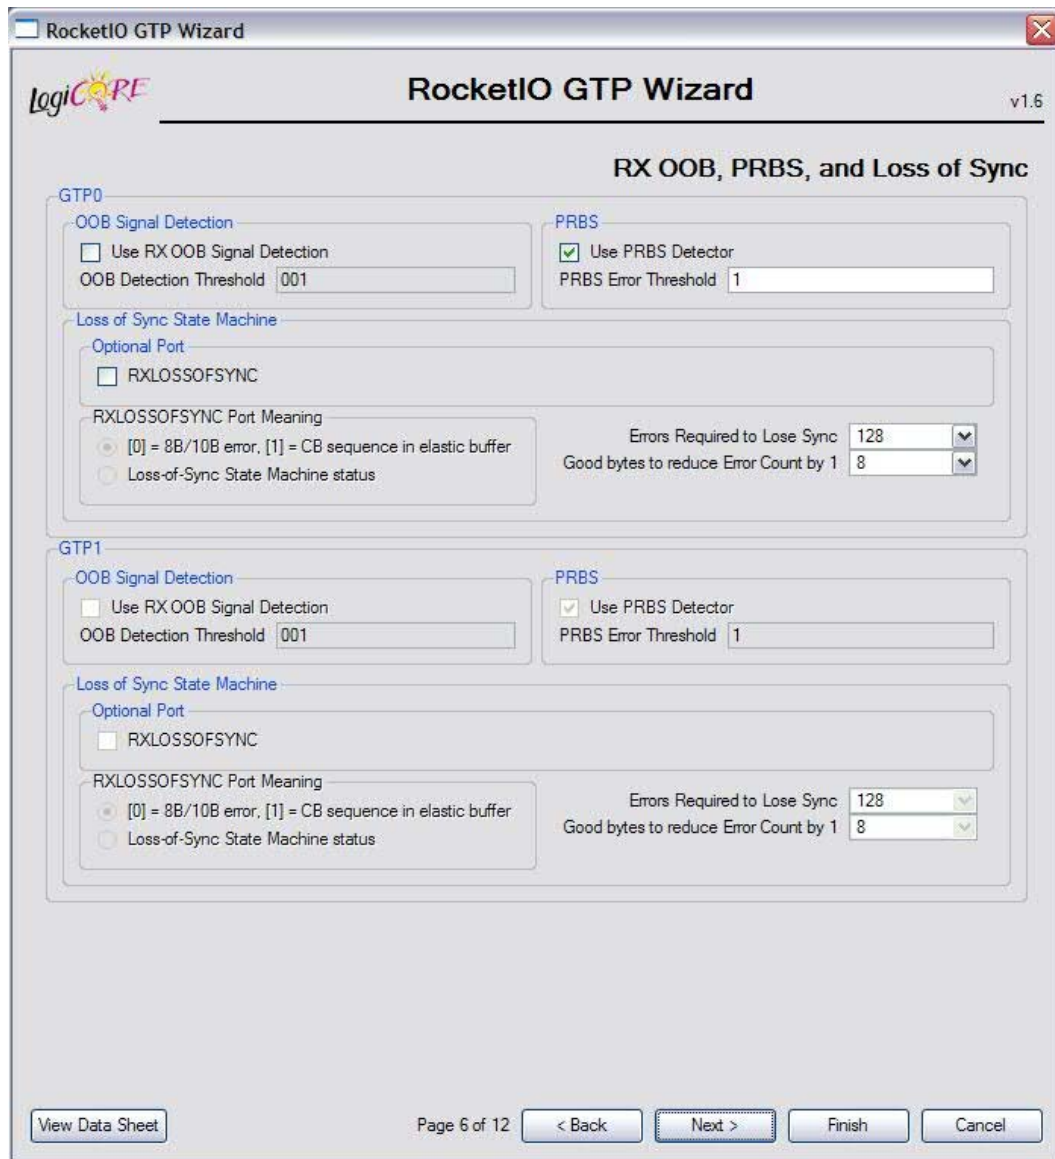 RocketIO GTP Wizard
LogiCORE
RocketIO GTP Wizard
v1.6
RX OOB, PRBS, and Loss of Sync
GTP0
OOB Signal Detection
Use RX OOB Signal Detection
OOB Detection Threshold 001
PRBS
Use PRBS Detector
PRBS Error Threshold 1
Loss of Sync State Machine
Optional Port
RXLOSSOFSYNC
RXLOSSOFSYNC Port Meaning
[0] = 8B/10B error, [1] = CB sequence in elastic buffer
Loss-of-Sync State Machine status
Errors Required to Lose Sync 128
Good bytes to reduce Error Count by 1 8
GTP1
OOB Signal Detection
Use RX OOB Signal Detection
OOB Detection Threshold 001
PRBS
Use PRBS Detector
PRBS Error Threshold 1
Loss of Sync State Machine
Optional Port
RXLOSSOFSYNC
RXLOSSOFSYNC Port Meaning
[0] = 8B/10B error, [1] = CB sequence in elastic buffer
Loss-of-Sync State Machine status
Errors Required to Lose Sync 128
Good bytes to reduce Error Count by 1 8
View Data Sheet
Page 6 of 12
< Back
Next >
Finish
Cancel